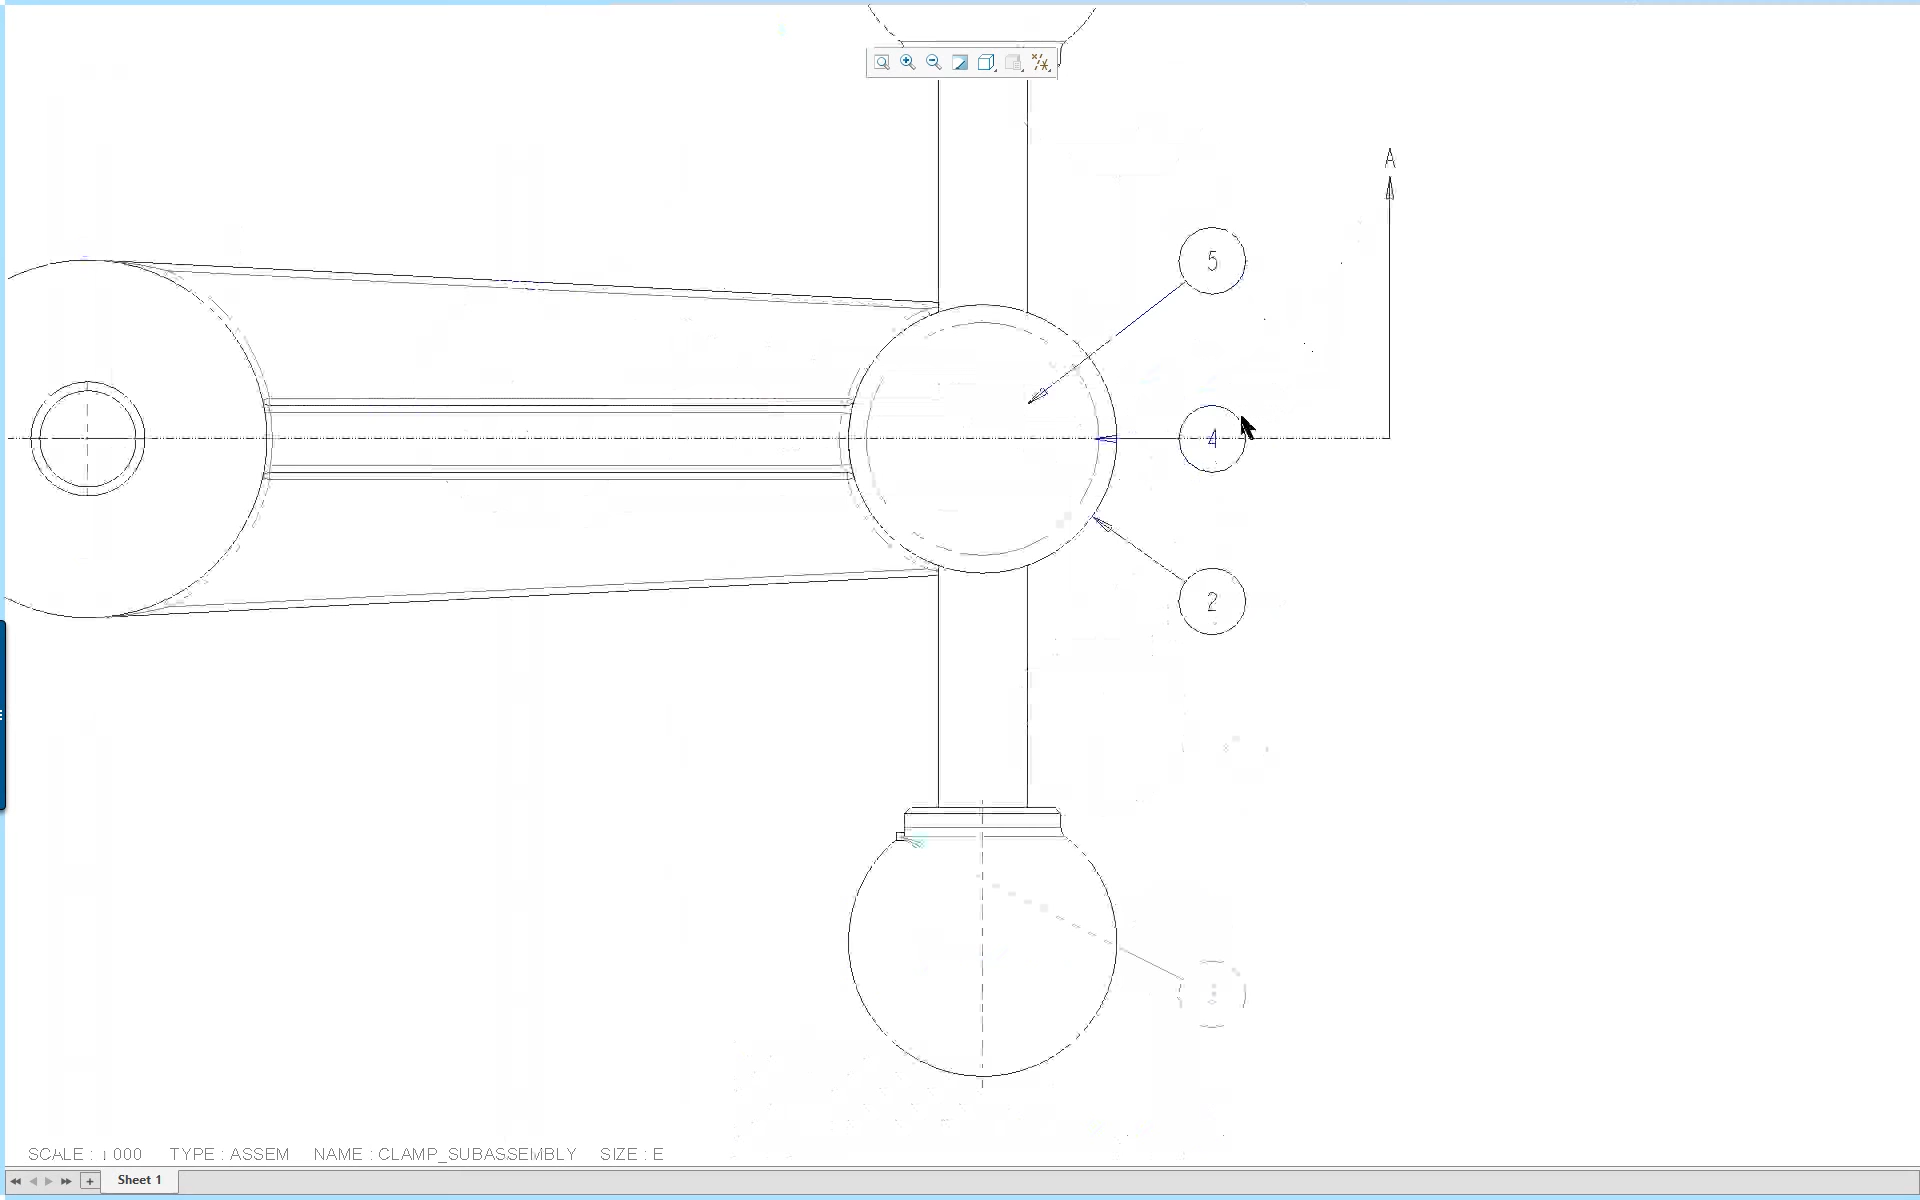 A
5
4
2
SCALE : 1.000 TYPE : ASSEM NAME : CLAMP_SUBASSEMBLY SIZE : E
Sheet 1